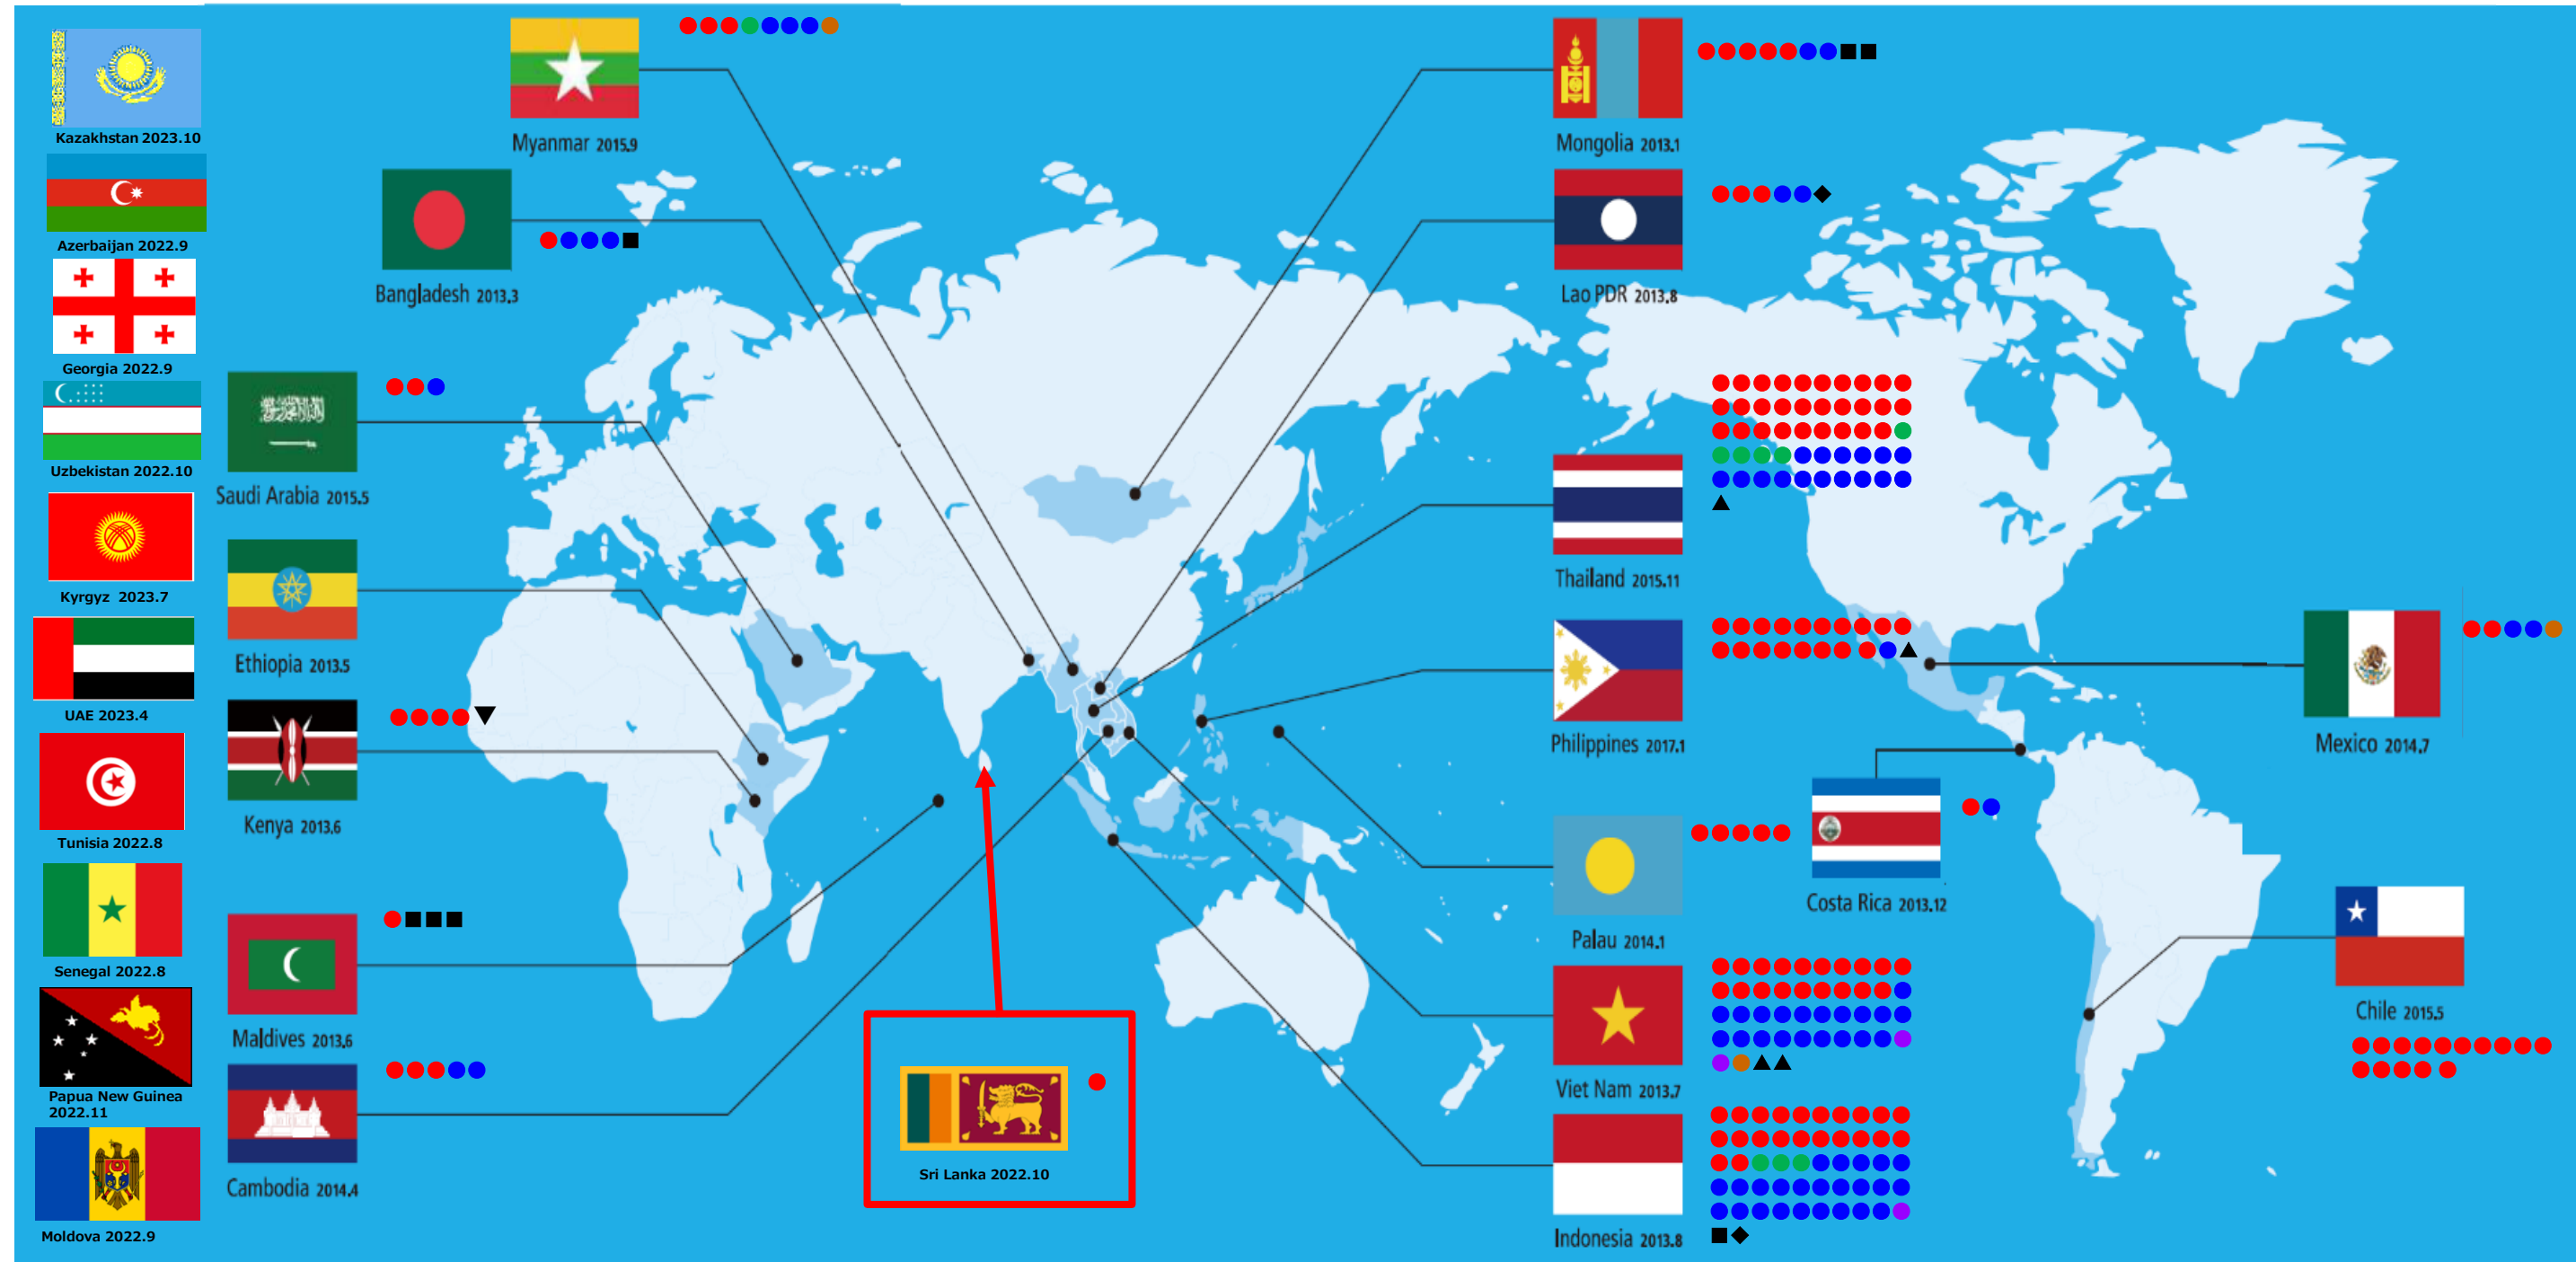 Kazakhstan 2023.10
Azerbaijan 2022.9
Georgia 2022.9
Uzbekistan 2022.10
Kyrgyz 2023.7
UAE 2023.4
Tunisia 2022.8
Senegal 2022.8
Papua New Guinea
2022.11
Moldova 2022.9
Myanmar 2015.9
Bangladesh 2013.3
Saudi Arabia 2015.5
Ethiopia 2013.5
Kenya 2013.6
Maldives 2013.6
Cambodia 2014.4
Sri Lanka 2022.10
Mongolia 2013.1
Lao PDR 2013.8
Thailand 2015.11
Philippines 2017.1
Palau 2014.1
Viet Nam 2013.7
Indonesia 2013.8
Costa Rica 2013.12
Mexico 2014.7
Chile 2015.5